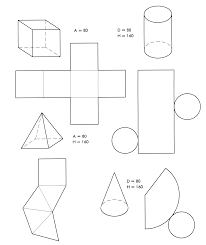 A = 80
D = 80
H = 160
A = 80
H = 160
D = 80
H = 160